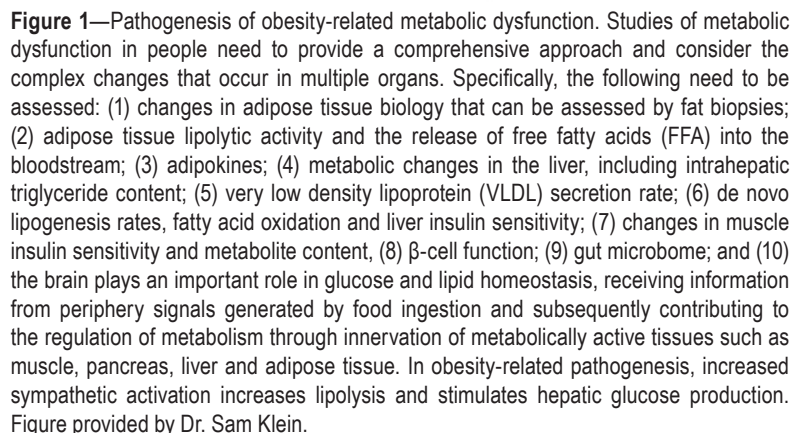 Figure 1—Pathogenesis of obesity-related metabolic dysfunction. Studies of metabolic
dysfunction in people need to provide a comprehensive approach and consider the
complex changes that occur in multiple organs. Specifically, the following need to be
assessed: (1) changes in adipose tissue biology that can be assessed by fat biopsies;
(2) adipose tissue lipolytic activity and the release of free fatty acids (FFA) into the
bloodstream; (3) adipokines; (4) metabolic changes in the liver, including intrahepatic
triglyceride content; (5) very low density lipoprotein (VLDL) secretion rate; (6) de novo
lipogenesis rates, fatty acid oxidation and liver insulin sensitivity; (7) changes in muscle
insulin sensitivity and metabolite content, (8) β-cell function; (9) gut microbome; and (10)
the brain plays an important role in glucose and lipid homeostasis, receiving information
from periphery signals generated by food ingestion and subsequently contributing to
the regulation of metabolism through innervation of metabolically active tissues such as
muscle, pancreas, liver and adipose tissue. In obesity-related pathogenesis, increased
sympathetic activation increases lipolysis and stimulates hepatic glucose production.
Figure provided by Dr. Sam Klein.